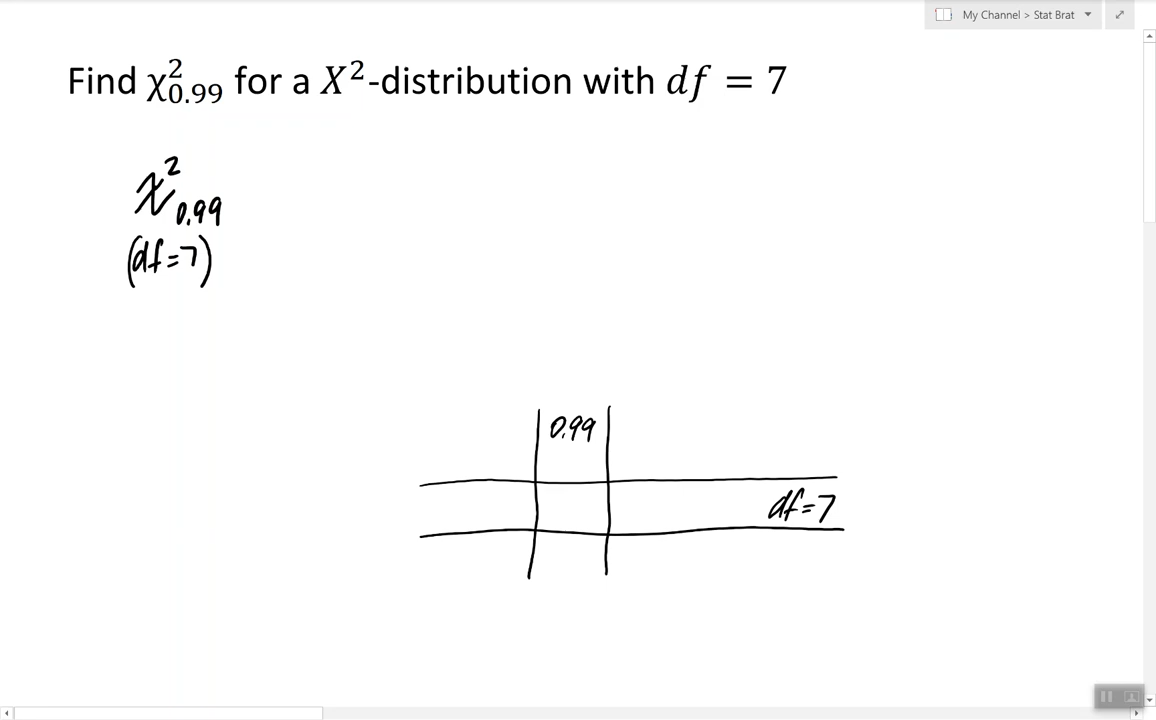 My Channel > Stat Brat
Find χ²₀.₉₉ for a X²-distribution with df = 7
χ²₀.₉₉
(df=7)
0.99
df=7